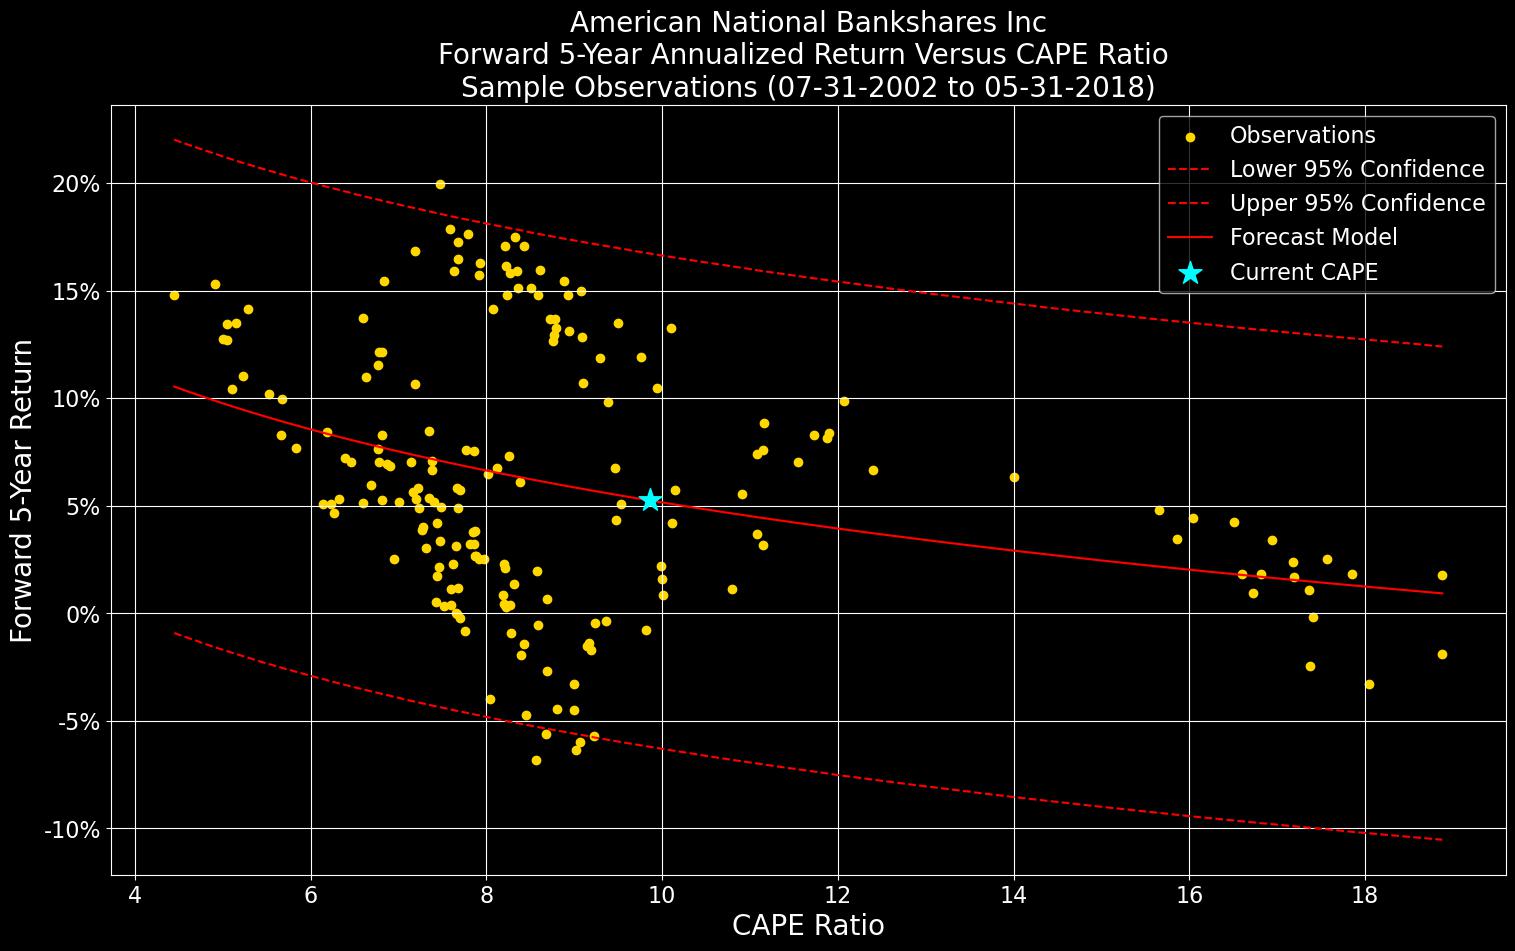 American National Bankshares Inc
Forward 5-Year Annualized Return Versus CAPE Ratio
Sample Observations (07-31-2002 to 05-31-2018)
Observations
Lower 95% Confidence
Upper 95% Confidence
Forecast Model
Current CAPE
Forward 5-Year Return
20%
15%
10%
5%
0%
-5%
-10%
4 6 8 10 12 14 16 18
CAPE Ratio